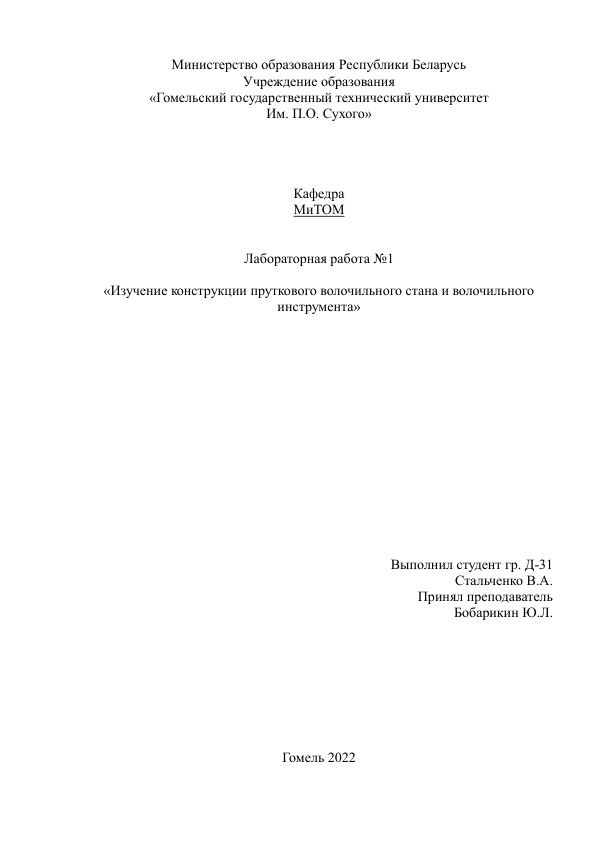 Министерство образования Республики Беларусь
Учреждение образования
«Гомельский государственный технический университет
Им. П.О. Сухого»
Кафедра
МиТОМ
Лабораторная работа №1
«Изучение конструкции пруткового волочильного стана и волочильного
инструмента»
Выполнил студент гр. Д-31
Стальченко В.А.
Принял преподаватель
Бобарикин Ю.Л.
Гомель 2022